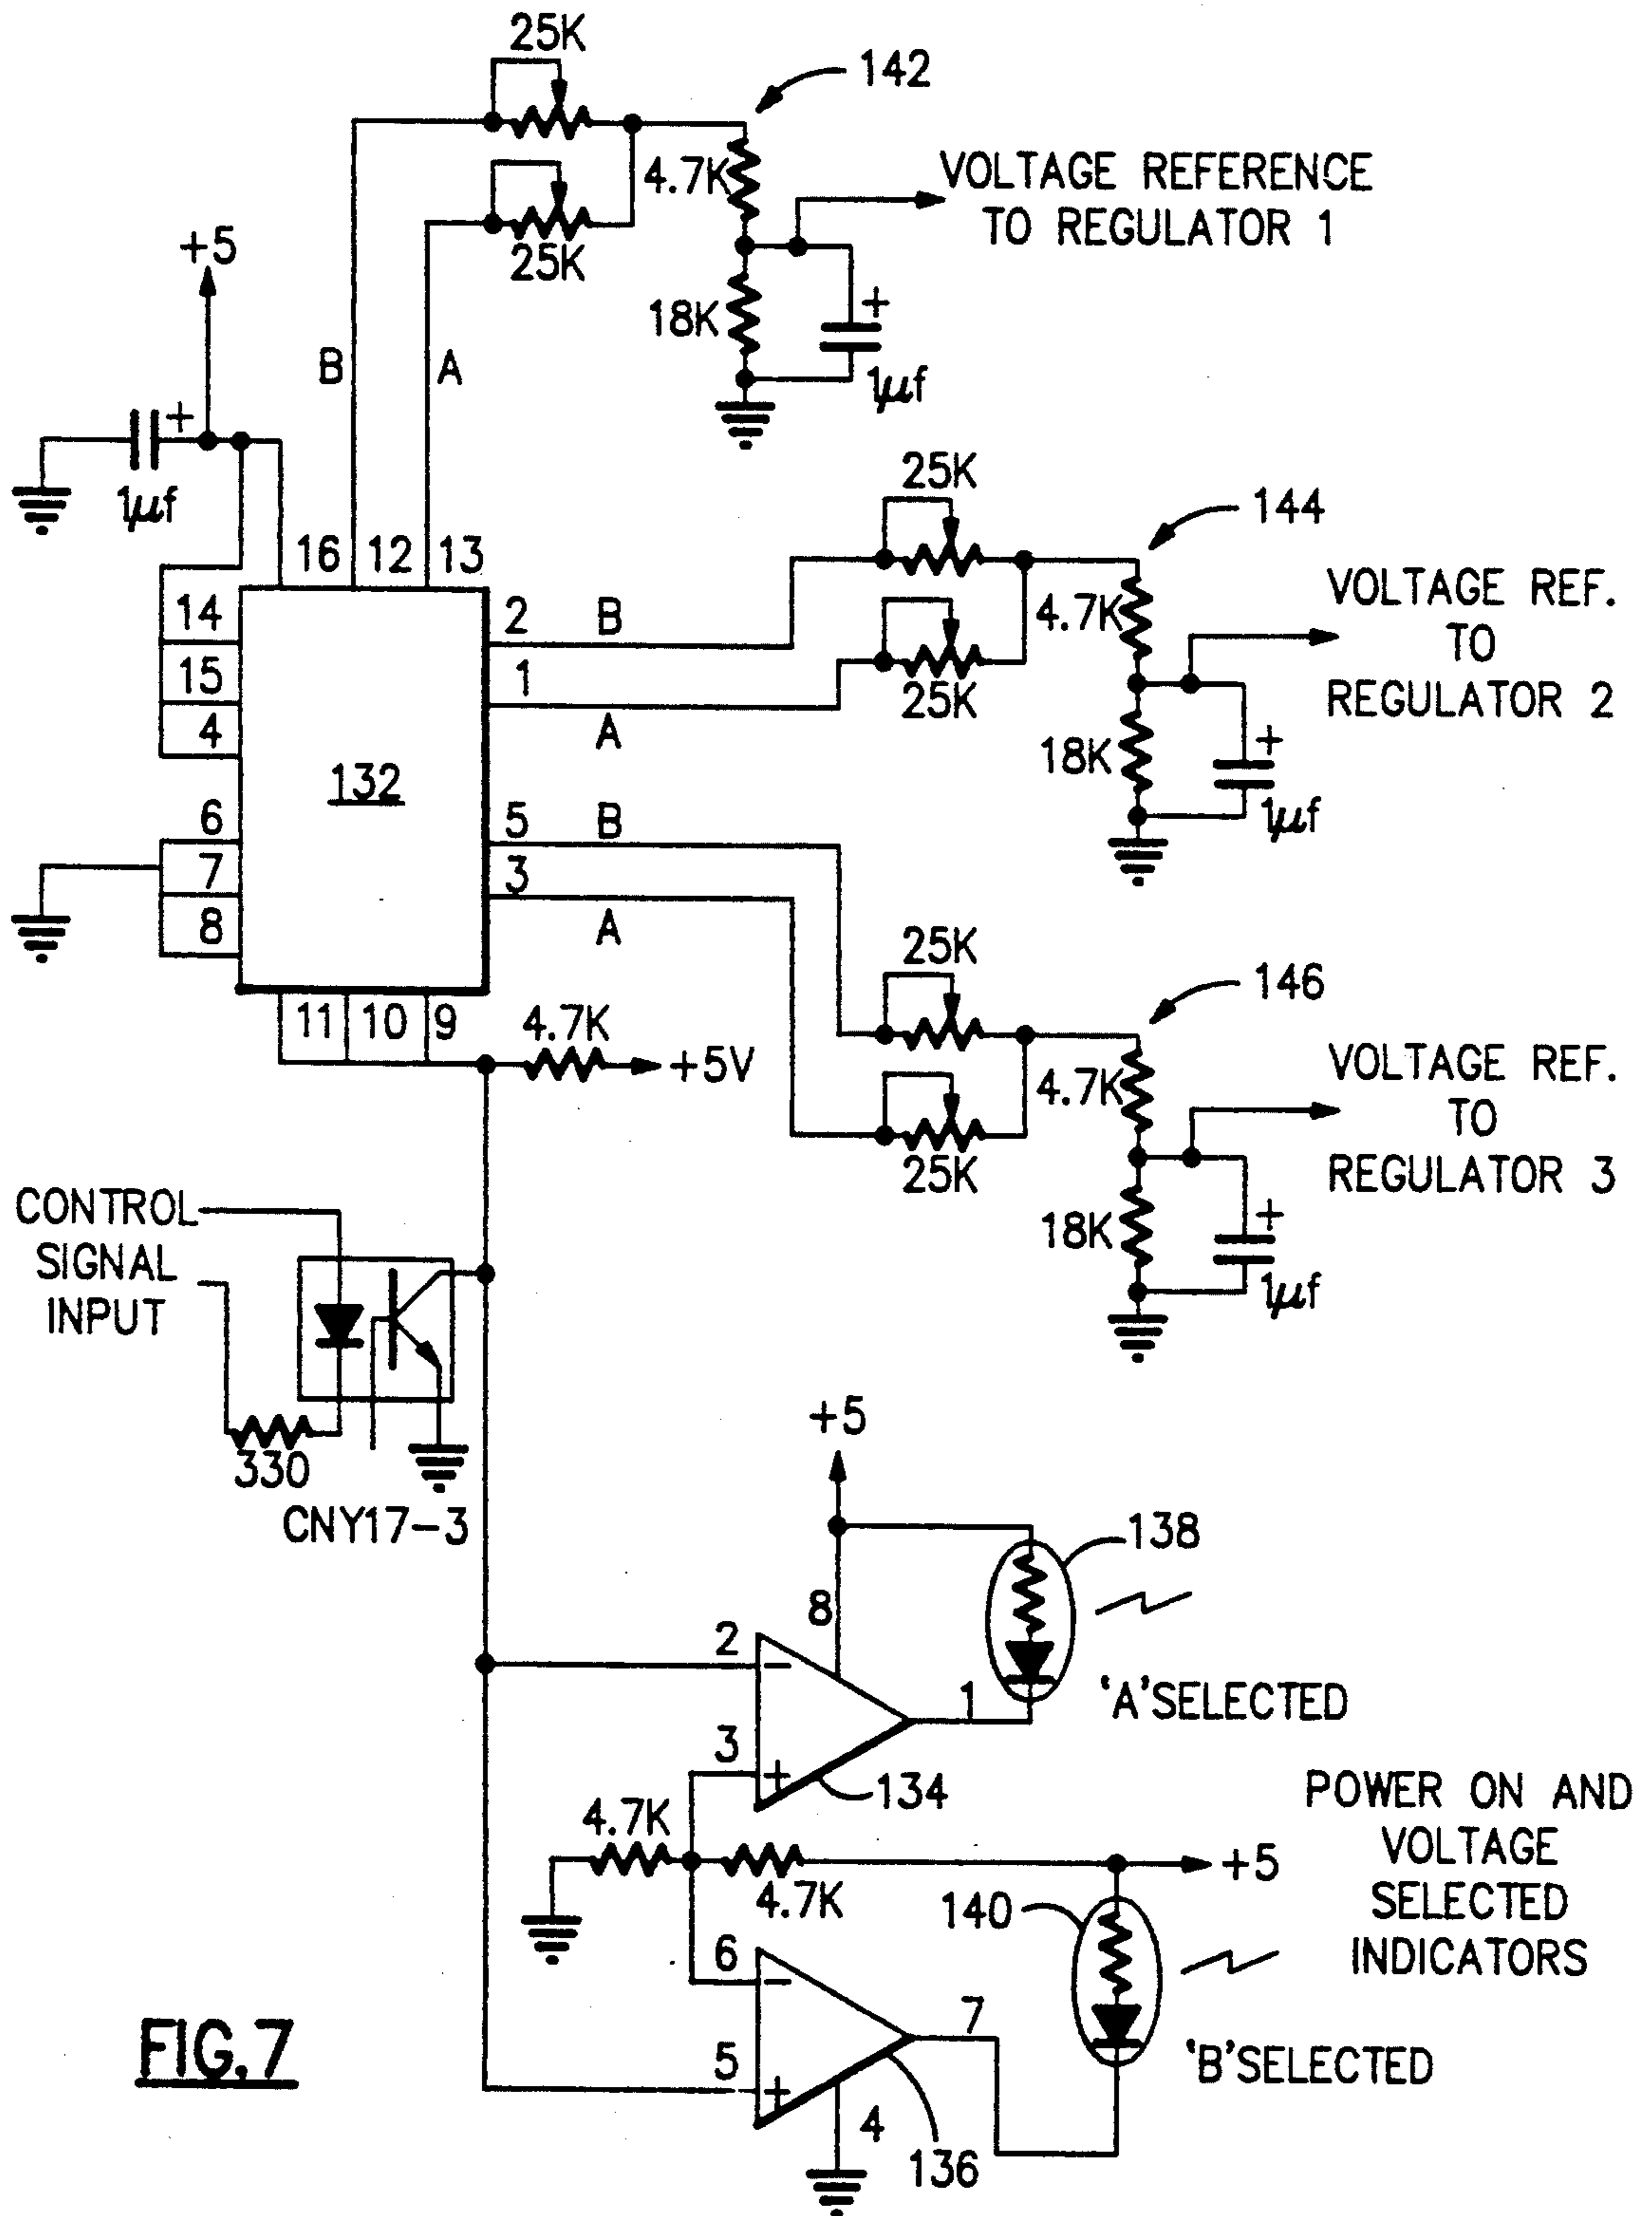 25K
142
4.7K
VOLTAGE REFERENCE
TO REGULATOR 1
25K
+5
18K
+
B
A
1µf
+
1µf
25K
144
16
12
13
VOLTAGE REF.
TO
REGULATOR 2
14
2
B
4.7K
15
1
25K
4
A
18K
+
132
1µf
6
5
B
7
3
8
A
25K
146
11
10
9
4.7K
+5V
VOLTAGE REF.
TO
REGULATOR 3
4.7K
25K
CONTROL
SIGNAL
INPUT
18K
+
1µf
330
CNY17-3
+5
138
8
2
-
1
'A'SELECTED
3
+
134
POWER ON AND
VOLTAGE
SELECTED
INDICATORS
4.7K
4.7K
+5
140
6
-
7
FIG.7
5
+
'B'SELECTED
4
136